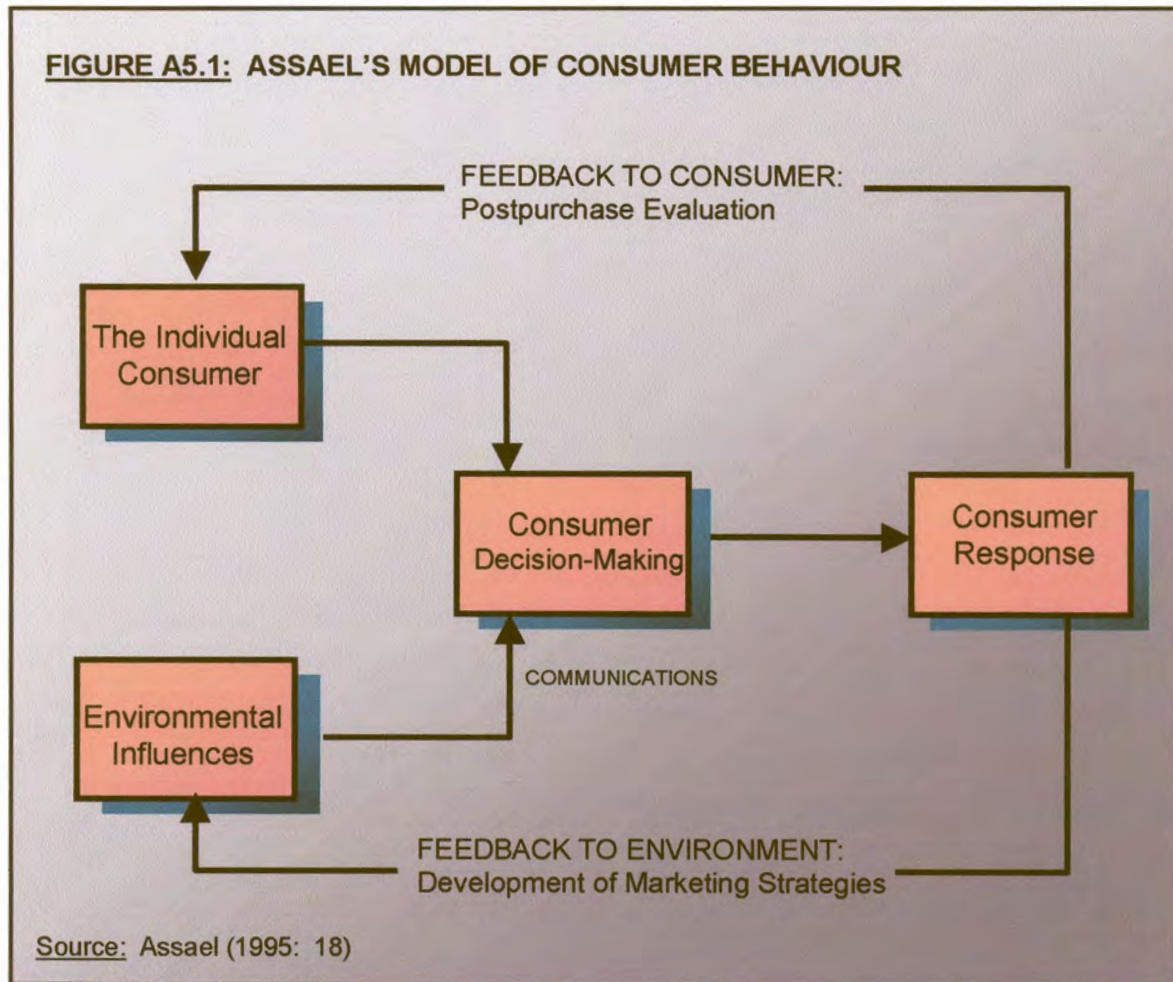 FIGURE A5.1: ASSAEL'S MODEL OF CONSUMER BEHAVIOUR
FEEDBACK TO CONSUMER:
Postpurchase Evaluation
The Individual
Consumer
Consumer
Decision-Making
Consumer
Response
COMMUNICATIONS
Environmental
Influences
FEEDBACK TO ENVIRONMENT:
Development of Marketing Strategies
Source: Assael (1995: 18)